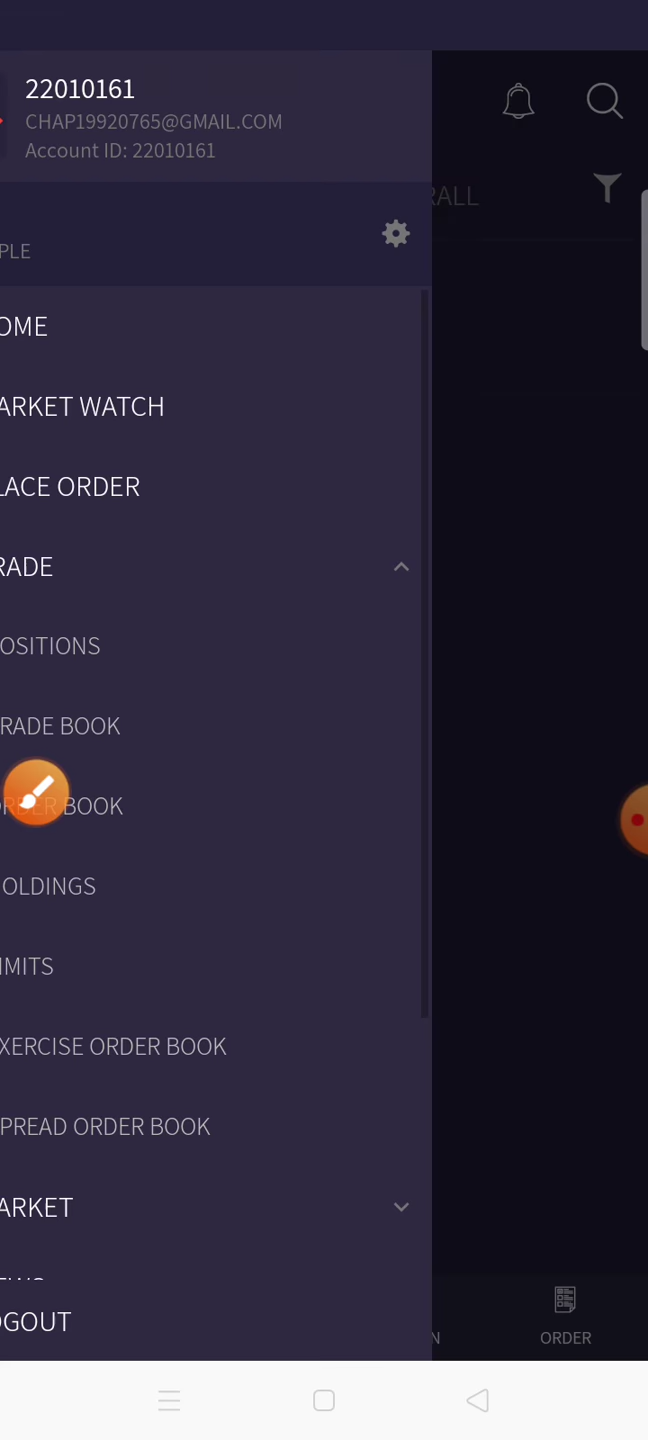 22010161
CHAP19920765@GMAIL.COM
Account ID: 22010161
RALL
PLE
OME
ARKET WATCH
LACE ORDER
RADE
OSITIONS
RADE BOOK
ORDER BOOK
OLDINGS
IMITS
XERCISE ORDER BOOK
PREAD ORDER BOOK
ARKET
OGOUT
N
ORDER